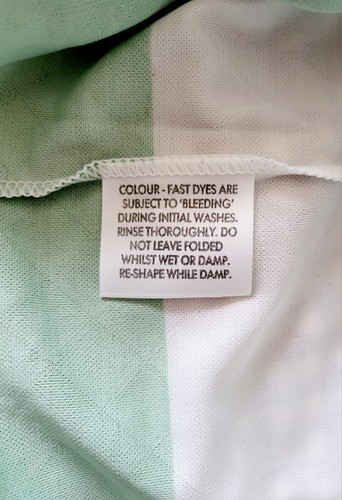 COLOUR - FAST DYES ARE
SUBJECT TO 'BLEEDING'
DURING INITIAL WASHES.
RINSE THOROUGHLY. DO
NOT LEAVE FOLDED
WHILST WET OR DAMP.
RE-SHAPE WHILE DAMP.